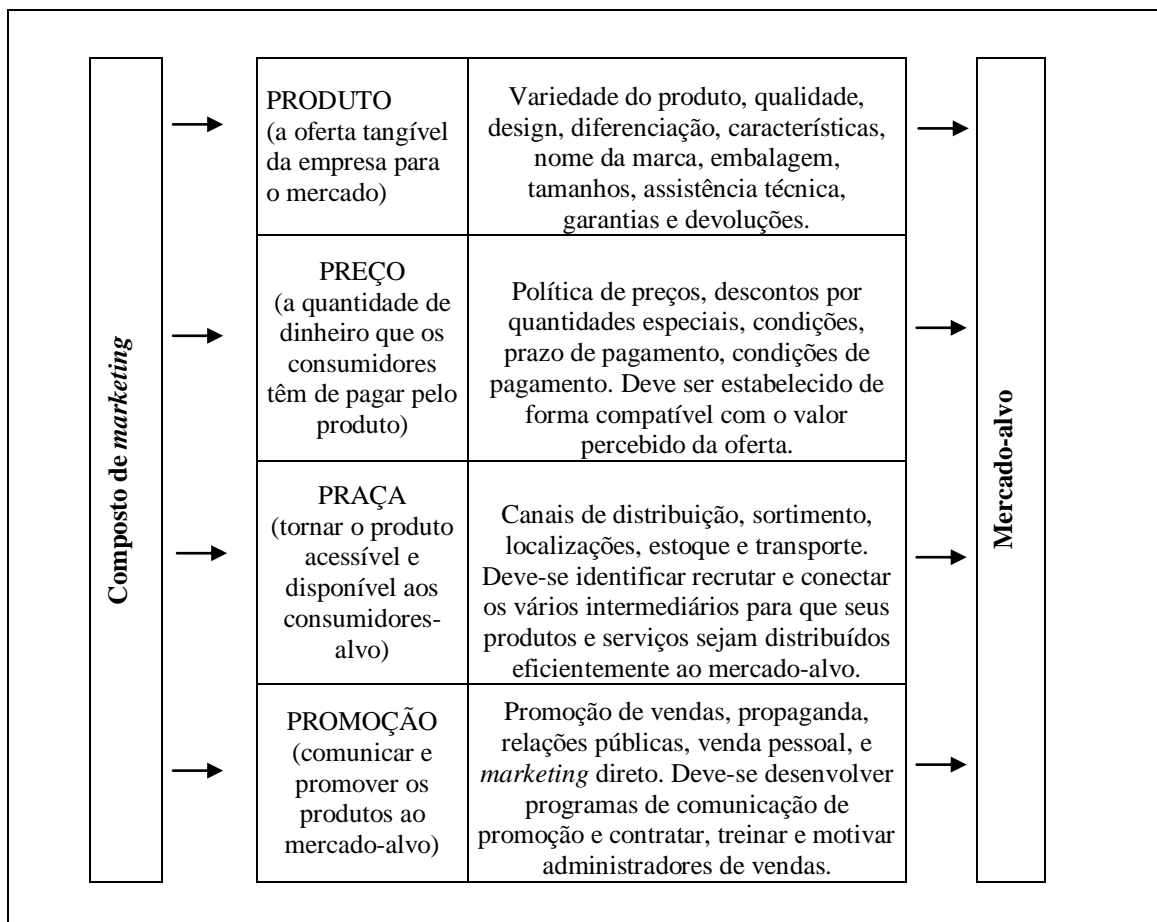 Composto de marketing
PRODUTO
(a oferta tangível
da empresa para
o mercado)
Variedade do produto, qualidade,
design, diferenciação, características,
nome da marca, embalagem,
tamanhos, assistência técnica,
garantias e devoluções.
PREÇO
(a quantidade de
dinheiro que os
consumidores
têm de pagar pelo
produto)
Política de preços, descontos por
quantidades especiais, condições,
prazo de pagamento, condições de
pagamento. Deve ser estabelecido de
forma compatível com o valor
percebido da oferta.
PRAÇA
(tornar o produto
acessível e
disponível aos
consumidores-
alvo)
Canais de distribuição, sortimento,
localizações, estoque e transporte.
Deve-se identificar recrutar e conectar
os vários intermediários para que seus
produtos e serviços sejam distribuídos
eficientemente ao mercado-alvo.
PROMOÇÃO
(comunicar e
promover os
produtos ao
mercado-alvo)
Promoção de vendas, propaganda,
relações públicas, venda pessoal, e
marketing direto. Deve-se desenvolver
programas de comunicação de
promoção e contratar, treinar e motivar
administradores de vendas.
Mercado-alvo